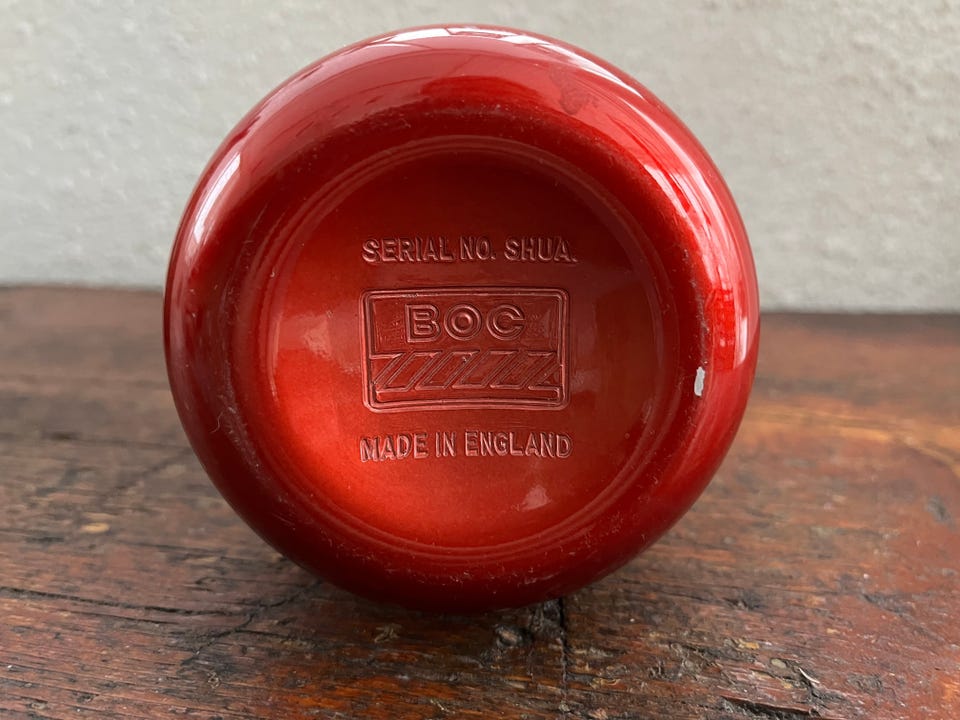 SERIAL NO. SHUA.
BOC
MADE IN ENGLAND